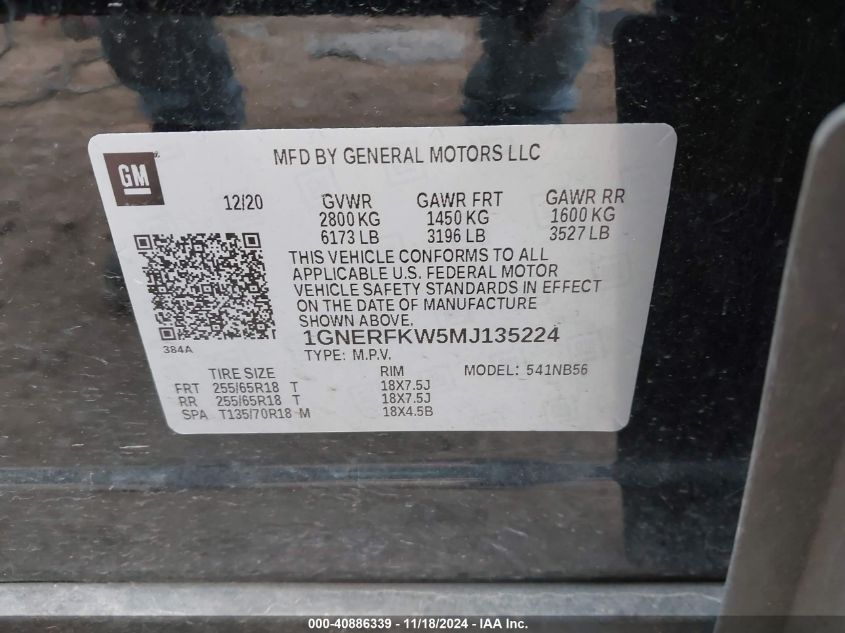 MFD BY GENERAL MOTORS LLC
GM
12/20 GVWR GAWR FRT GAWR RR
2800 KG 1450 KG 1600 KG
6173 LB 3196 LB 3527 LB
THIS VEHICLE CONFORMS TO ALL
APPLICABLE U.S. FEDERAL MOTOR
VEHICLE SAFETY STANDARDS IN EFFECT
ON THE DATE OF MANUFACTURE
SHOWN ABOVE.
384A
1GNERFKW5MJ135224
TYPE: M.P.V. MODEL: 541NB56
TIRE SIZE RIM
FRT 255/65R18 T 18X7.5J
RR 255/65R18 T 18X7.5J
SPA T135/70R18 M 18X4.5B
000-40886339 - 11/18/2024 - IAA Inc.